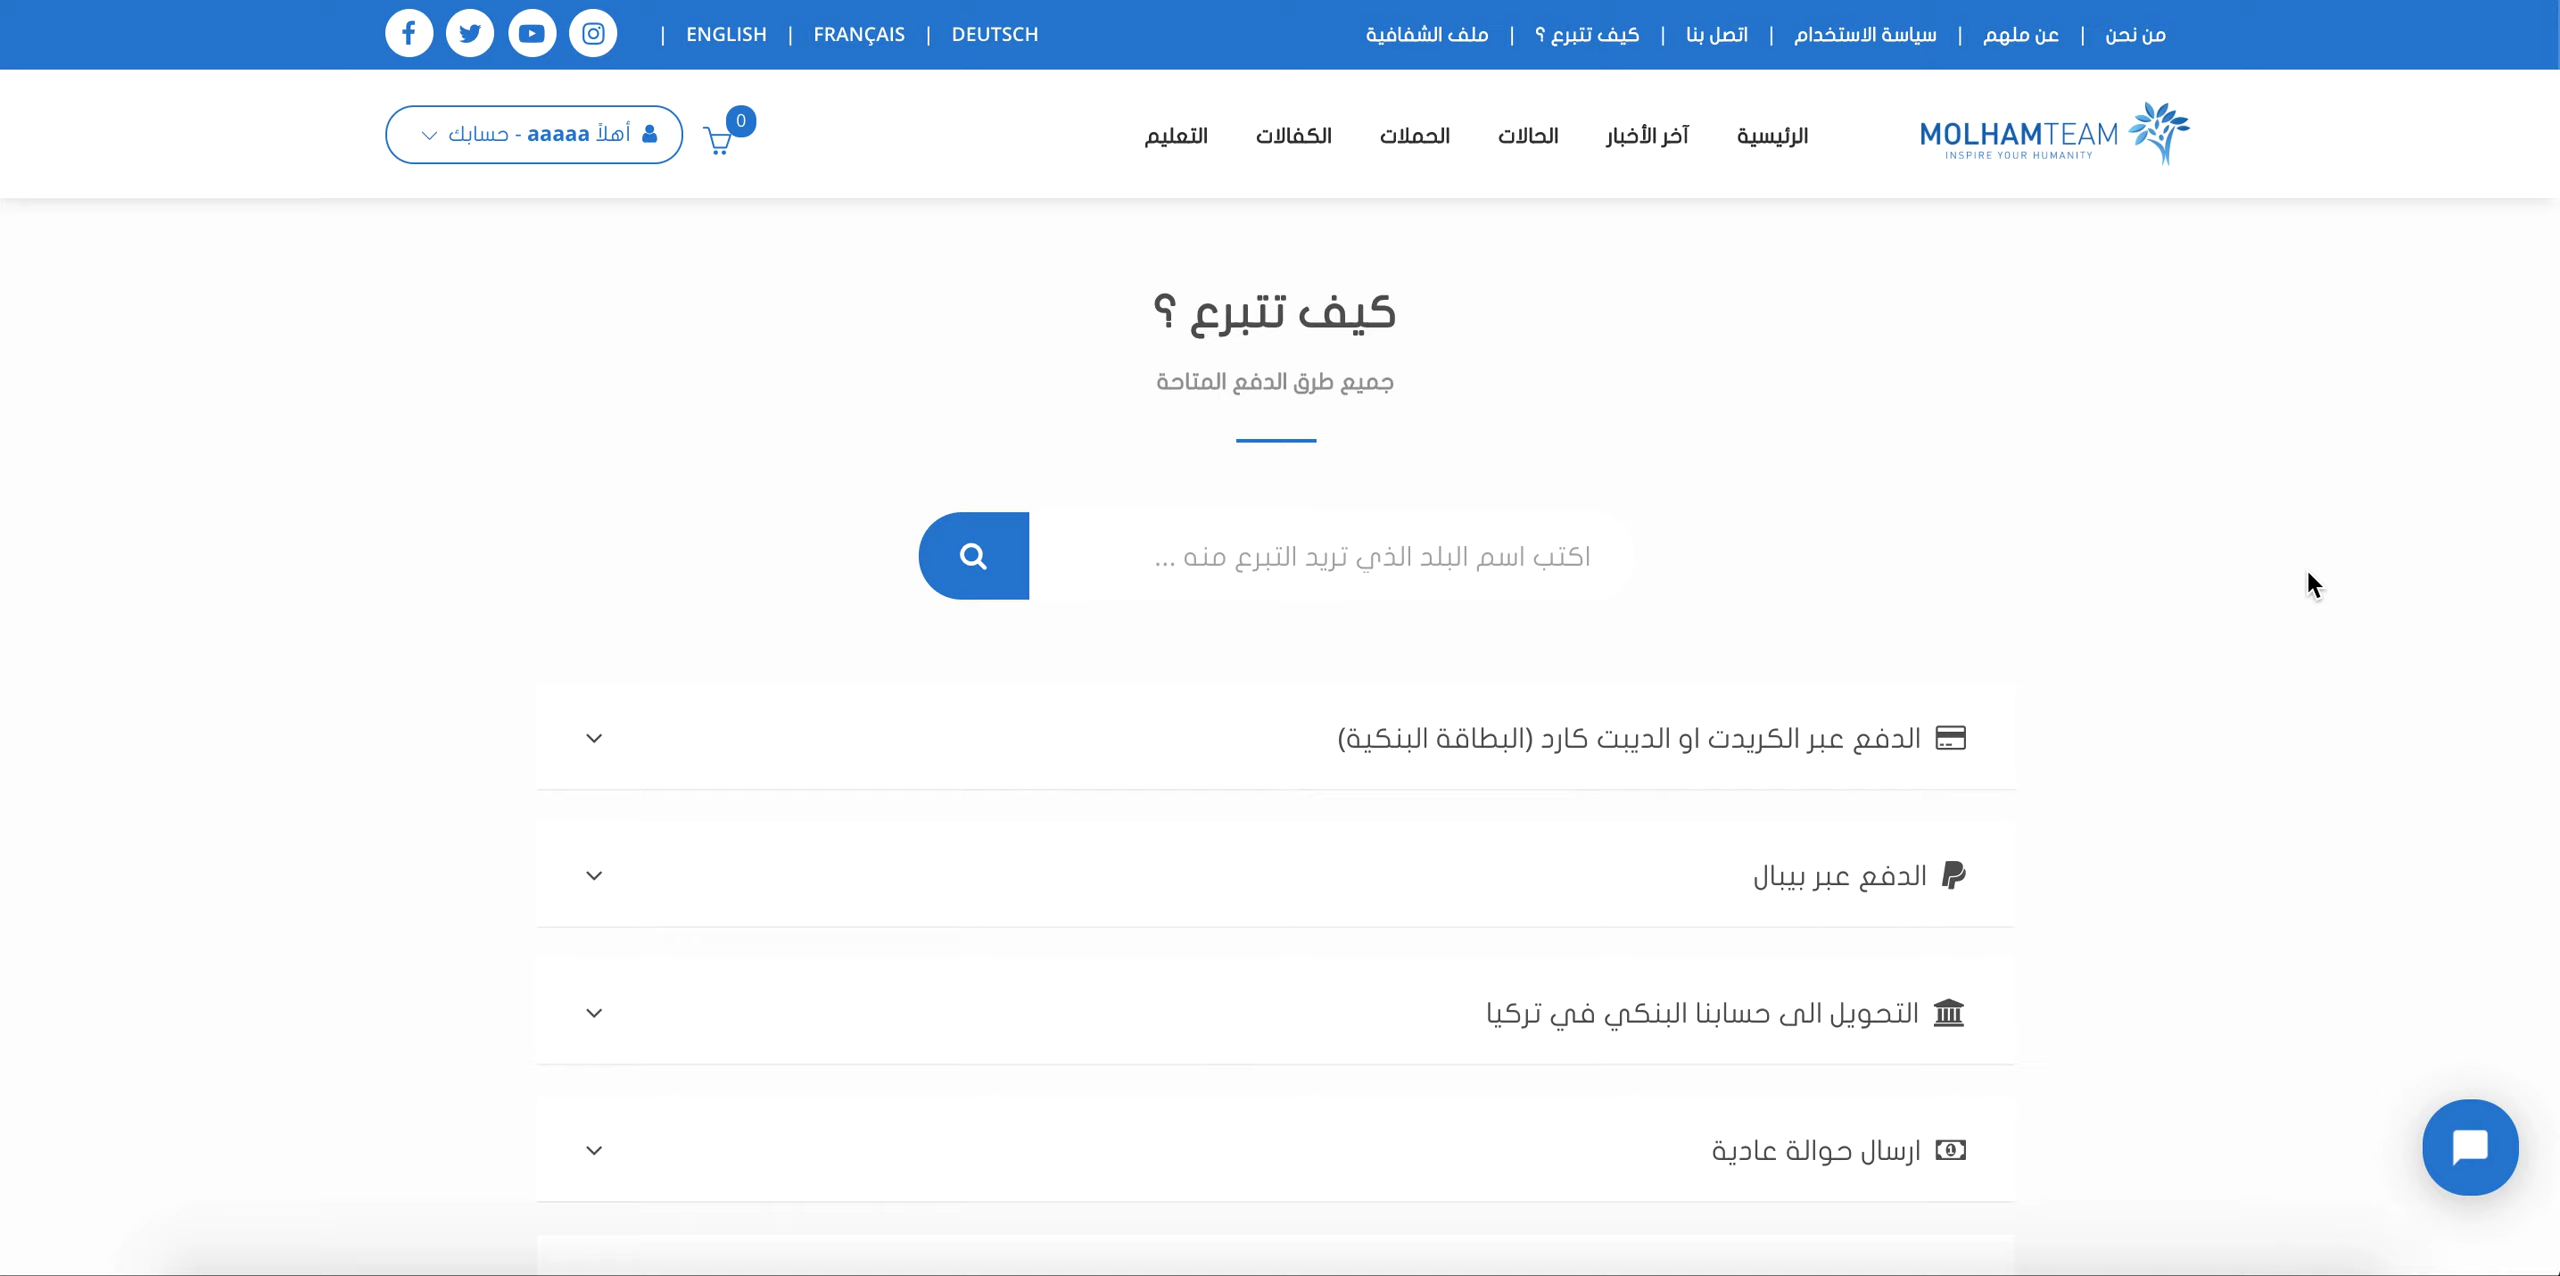 من نحن | عن ملهم | سياسة الاستخدام | اتصل بنا | كيف تتبرع ؟ | ملف الشفافية
ENGLISH | FRANÇAIS | DEUTSCH
MOLHAMTEAM
INSPIRE YOUR HUMANITY
الرئيسية آخر الأخبار الحالات الحملات الكفالات التعليم
0
أهلاً aaaaa - حسابك
كيف تتبرع ؟
جميع طرق الدفع المتاحة
اكتب اسم البلد الذي تريد التبرع منه ...
الدفع عبر الكريدت او الديبت كارد (البطاقة البنكية)
الدفع عبر بيبال
التحويل الى حسابنا البنكي في تركيا
ارسال حوالة عادية